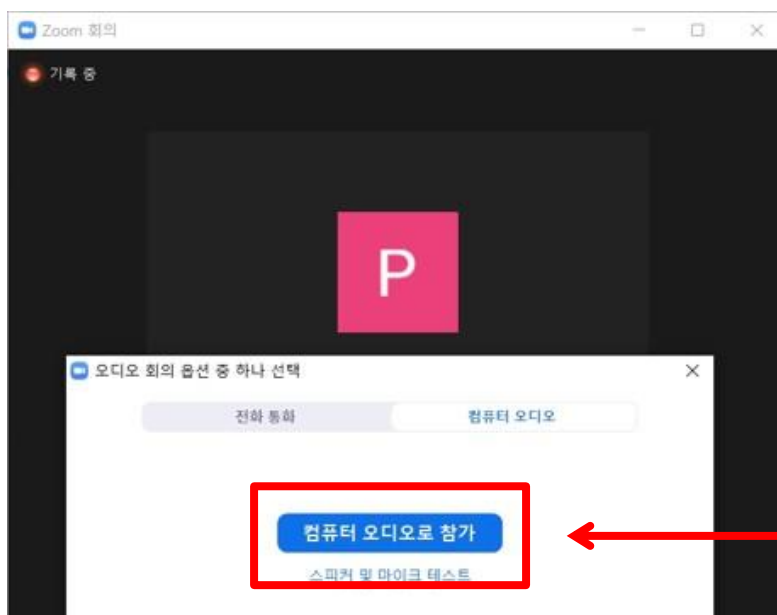 Zoom 회의
기록 중
P
오디오 회의 옵션 중 하나 선택
전화 통화 컴퓨터 오디오
컴퓨터 오디오로 참가
스피커 및 마이크 테스트